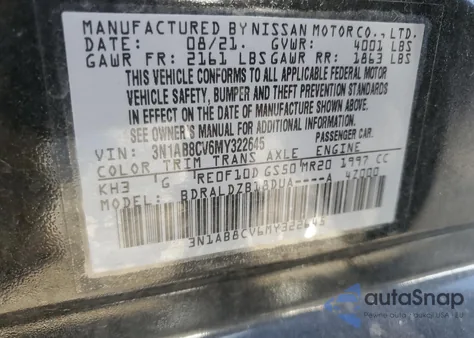 MANUFACTURED BY NISSAN MOTOR CO., LTD.
DATE: 08/21. GVWR: 4001 LBS
GAWR FR: 2161 LBS GAWR RR: 1863 LBS
THIS VEHICLE CONFORMS TO ALL APPLICABLE FEDERAL MOTOR
VEHICLE SAFETY, BUMPER AND THEFT PREVENTION STANDARDS
IN EFFECT ON THE DATE OF MANUFACTURE SHOWN ABOVE.
SEE OWNER'S MANUAL FOR ADDITIONAL INFORMATION.
VIN: 3N1AB8CV6MY322645 PASSENGER CAR
COLOR TRIM TRANS AXLE ENGINE
KH3 'G RE0F10D GS50 MR20 1997 CC
MODEL: BDRALDZB18DUA----A 47000
3N1AB8CV6MY322645
autoSnap